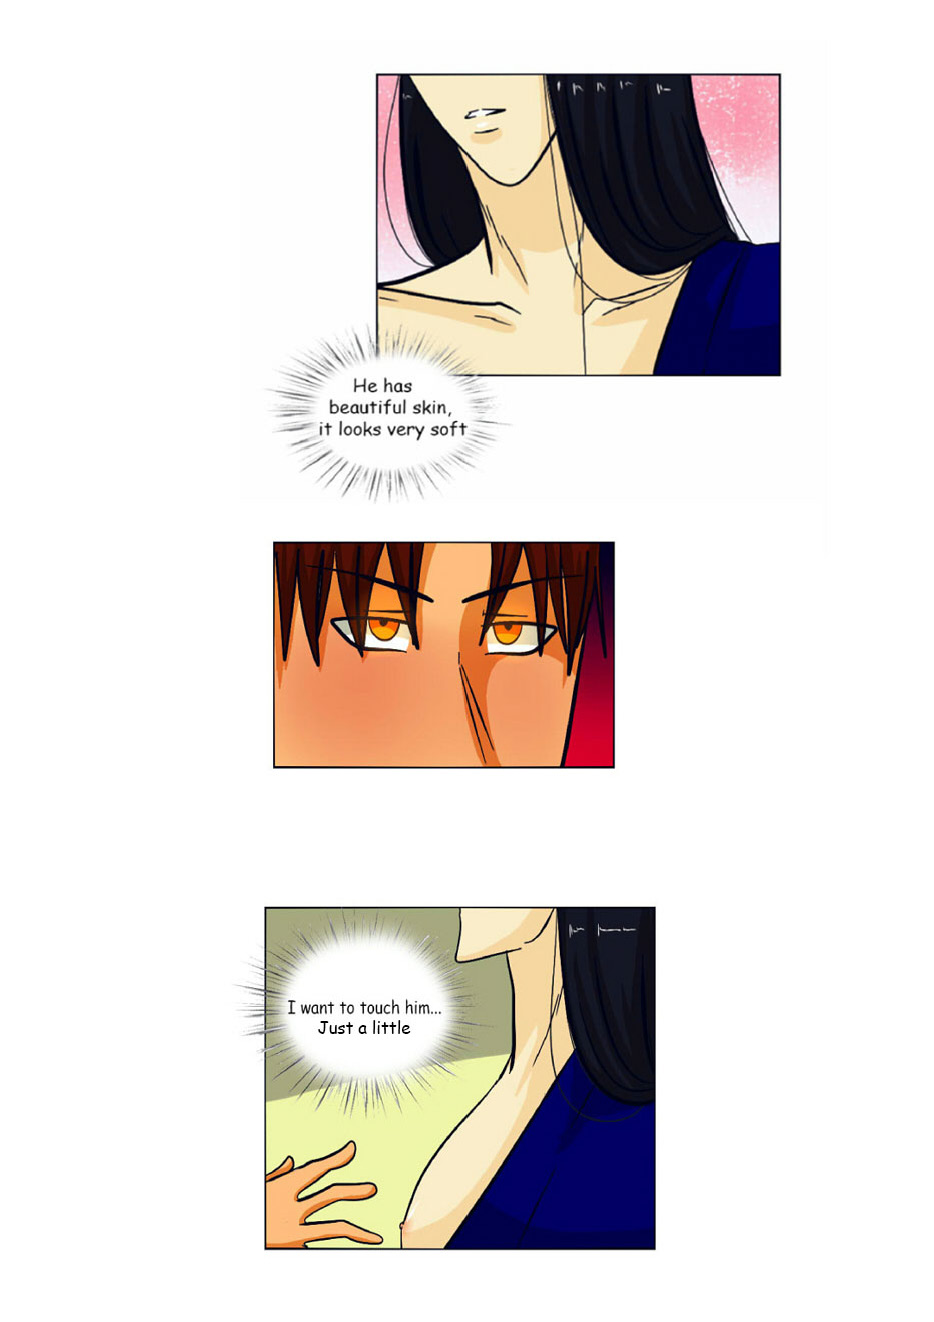 He has
beautiful skin,
it looks very soft
I want to touch him...
Just a little